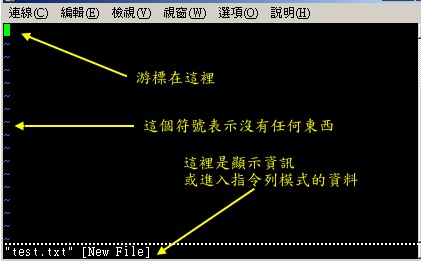 連線(C) 編輯(E) 檢視(V) 視窗(W) 選項(O) 說明(H)
~
~
游標在這裡
~
~
~
~
這個符號表示沒有任何東西
~
~
這裡是顯示資訊
~
或進入指令列模式的資料
~
~
~
~
"test.txt" [New File]